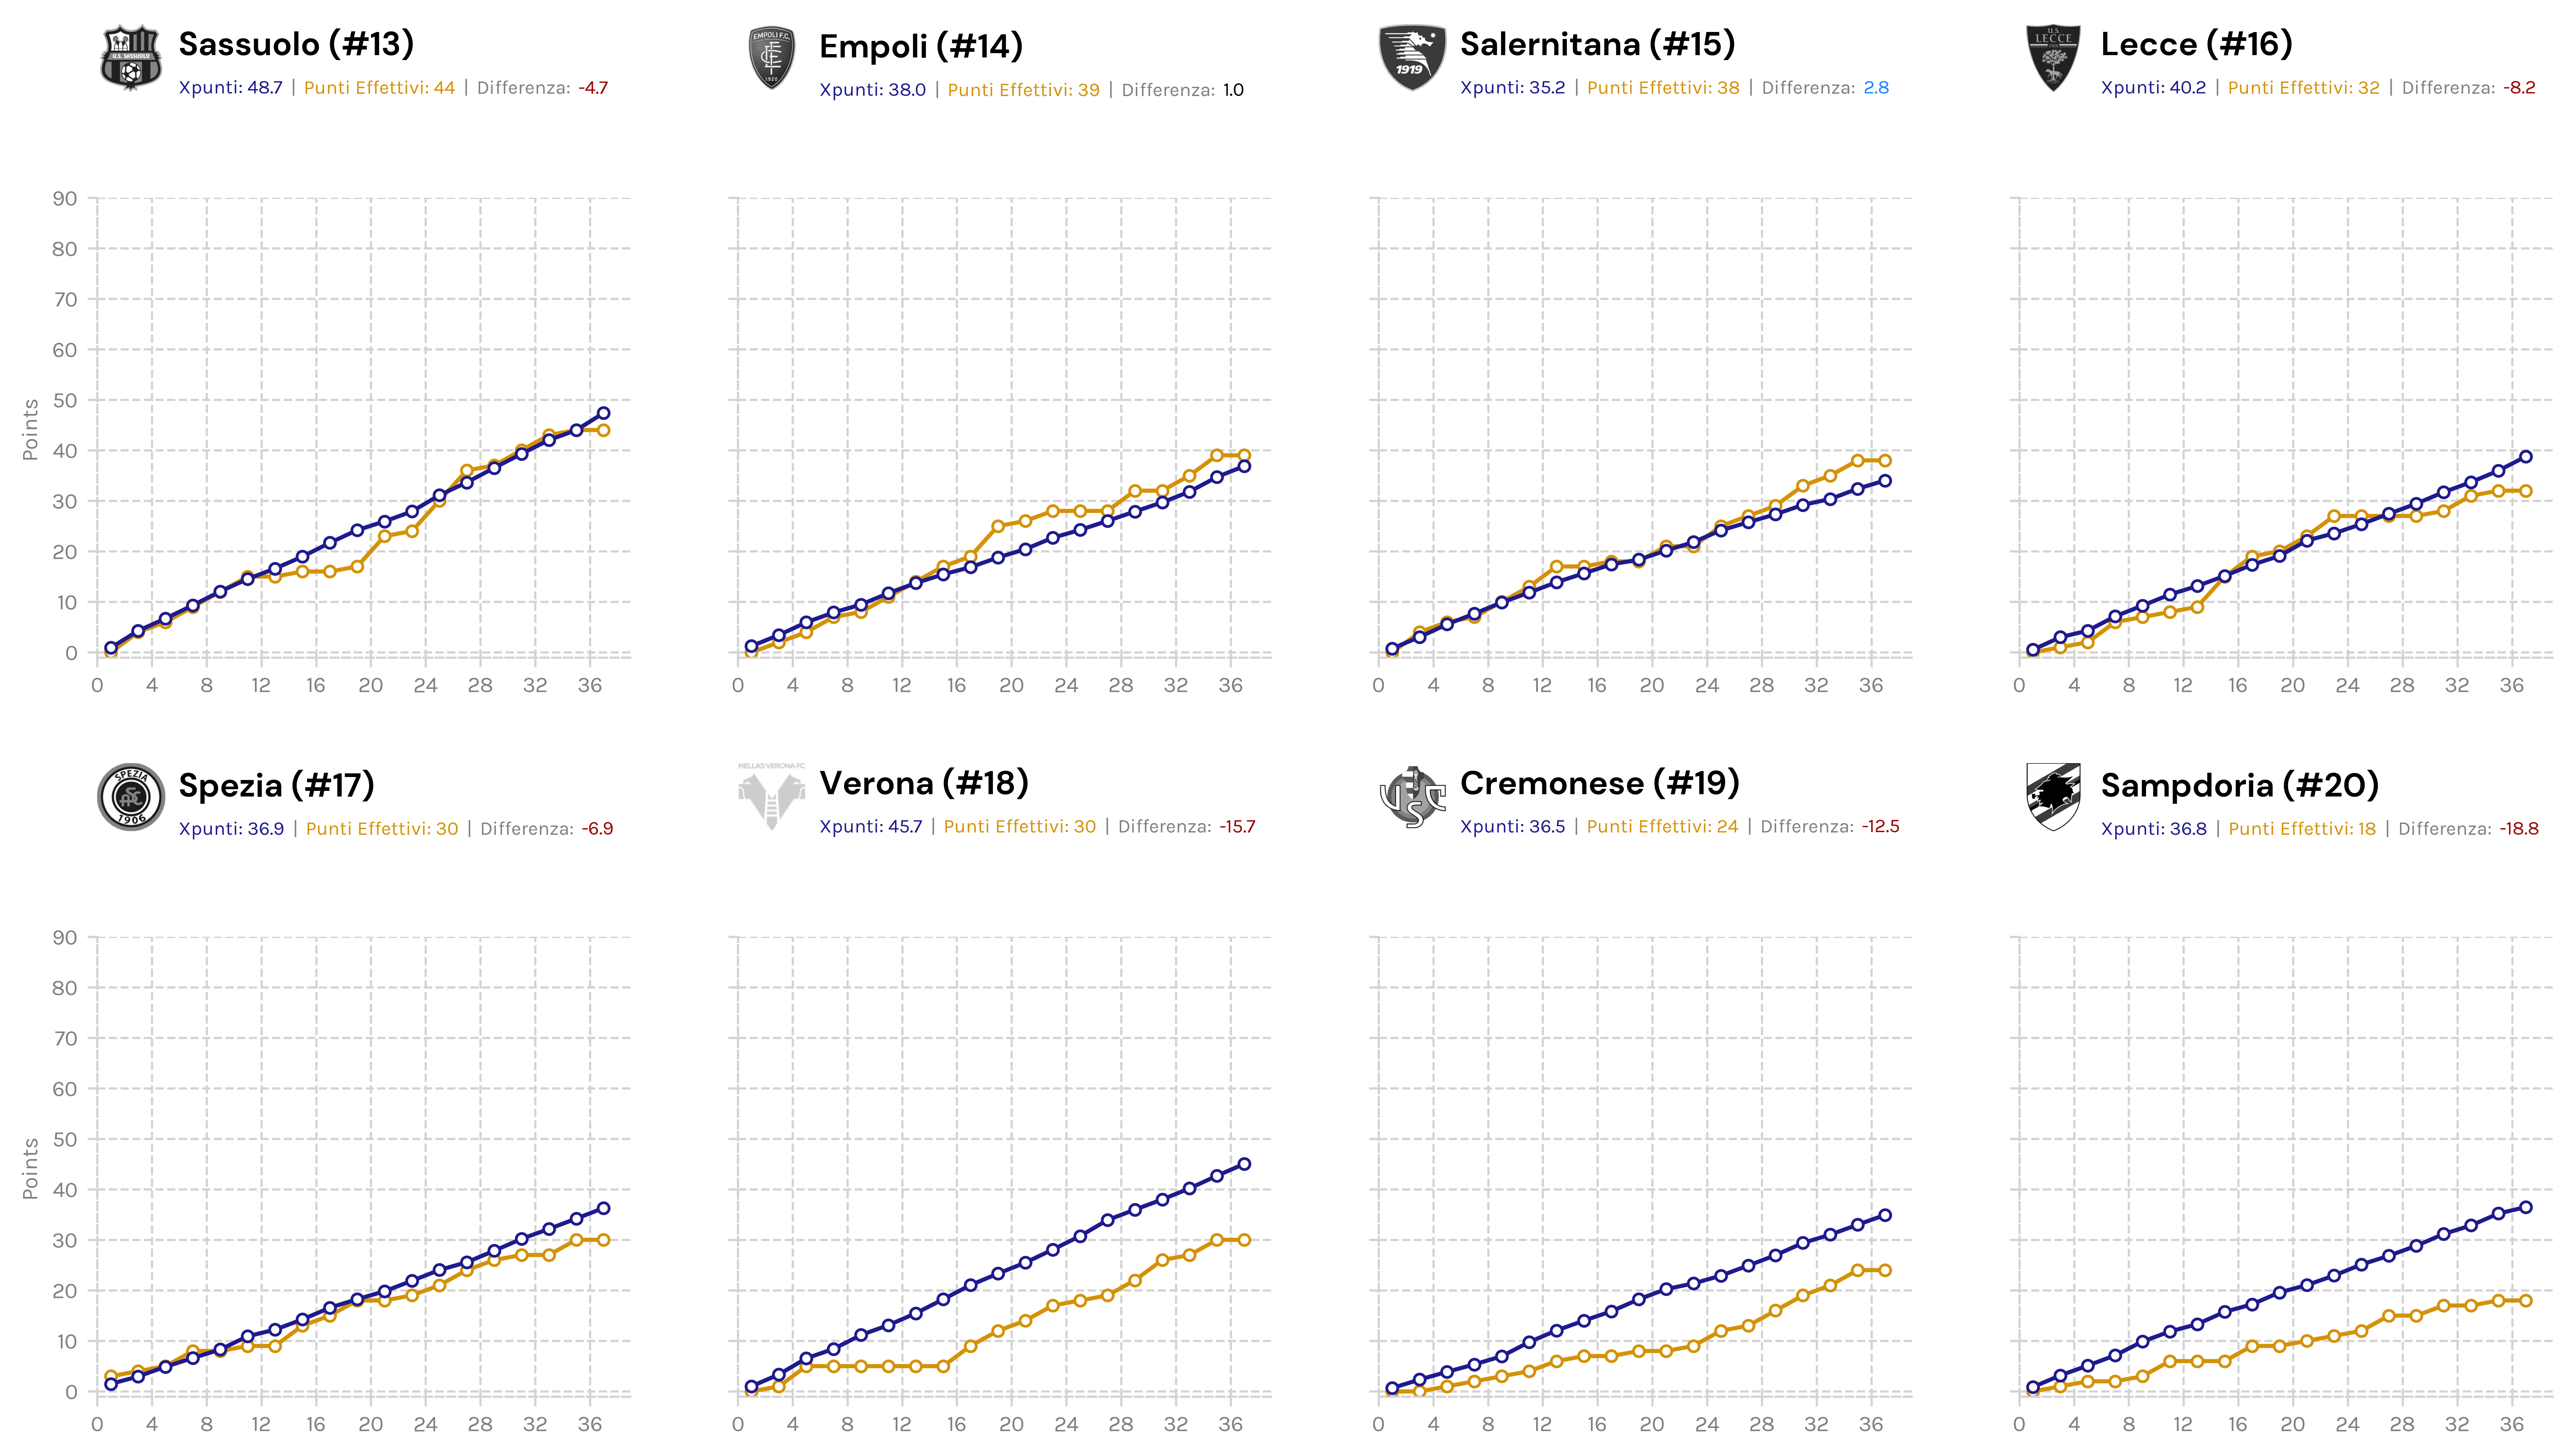 Sassuolo (#13)
Xpunti: 48.7 | Punti Effettivi: 44 | Differenza: -4.7
U.S. SASSUOLO
Empoli (#14)
Xpunti: 38.0 | Punti Effettivi: 39 | Differenza: 1.0
EMPOLI F.C.
1920
Salernitana (#15)
Xpunti: 35.2 | Punti Effettivi: 38 | Differenza: 2.8
1919
Lecce (#16)
Xpunti: 40.2 | Punti Effettivi: 32 | Differenza: -8.2
U.S.
LECCE
Points
90
80
70
60
50
40
30
20
10
0
0 4 8 12 16 20 24 28 32 36
0 4 8 12 16 20 24 28 32 36
0 4 8 12 16 20 24 28 32 36
0 4 8 12 16 20 24 28 32 36
Spezia (#17)
Xpunti: 36.9 | Punti Effettivi: 30 | Differenza: -6.9
SPEZIA
1906
Verona (#18)
Xpunti: 45.7 | Punti Effettivi: 30 | Differenza: -15.7
HELLAS VERONA FC
Cremonese (#19)
Xpunti: 36.5 | Punti Effettivi: 24 | Differenza: -12.5
USC
Sampdoria (#20)
Xpunti: 36.8 | Punti Effettivi: 18 | Differenza: -18.8
Points
90
80
70
60
50
40
30
20
10
0
0 4 8 12 16 20 24 28 32 36
0 4 8 12 16 20 24 28 32 36
0 4 8 12 16 20 24 28 32 36
0 4 8 12 16 20 24 28 32 36